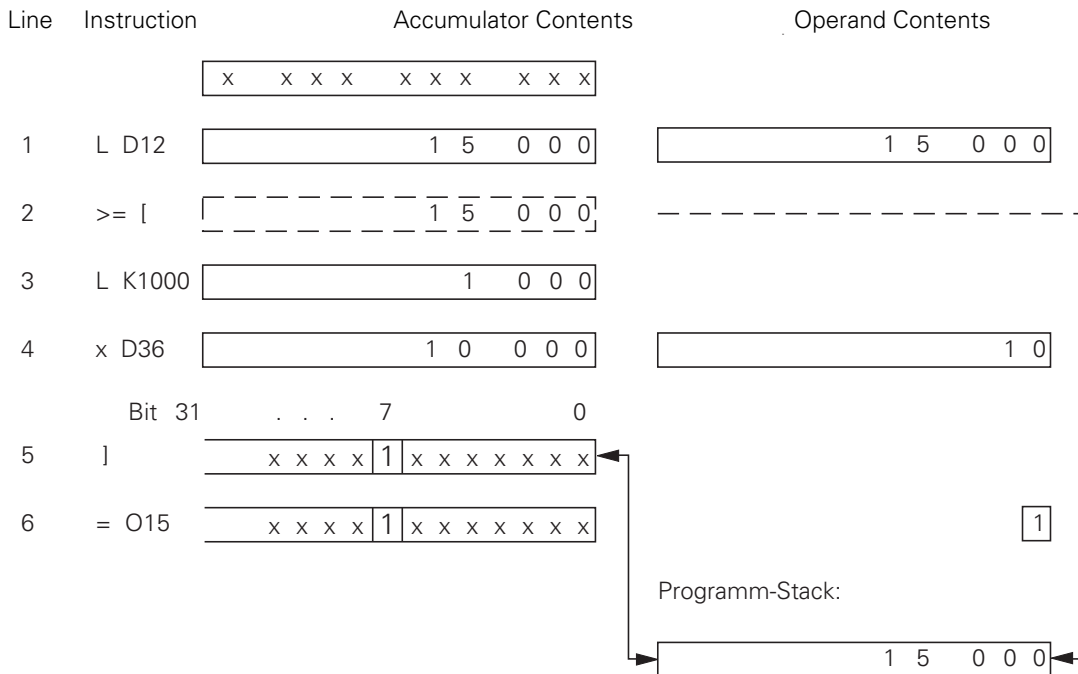 Line Instruction Accumulator Contents Operand Contents
x x x x x x x x x x
1 L D12 1 5 0 0 0 1 5 0 0 0
2 >= [ 1 5 0 0 0
3 L K1000 1 0 0 0
4 x D36 1 0 0 0 0 1 0
Bit 31 . . . 7 0
5 ] x x x x 1 x x x x x x x
6 = O15 x x x x 1 x x x x x x x 1
Programm-Stack:
1 5 0 0 0